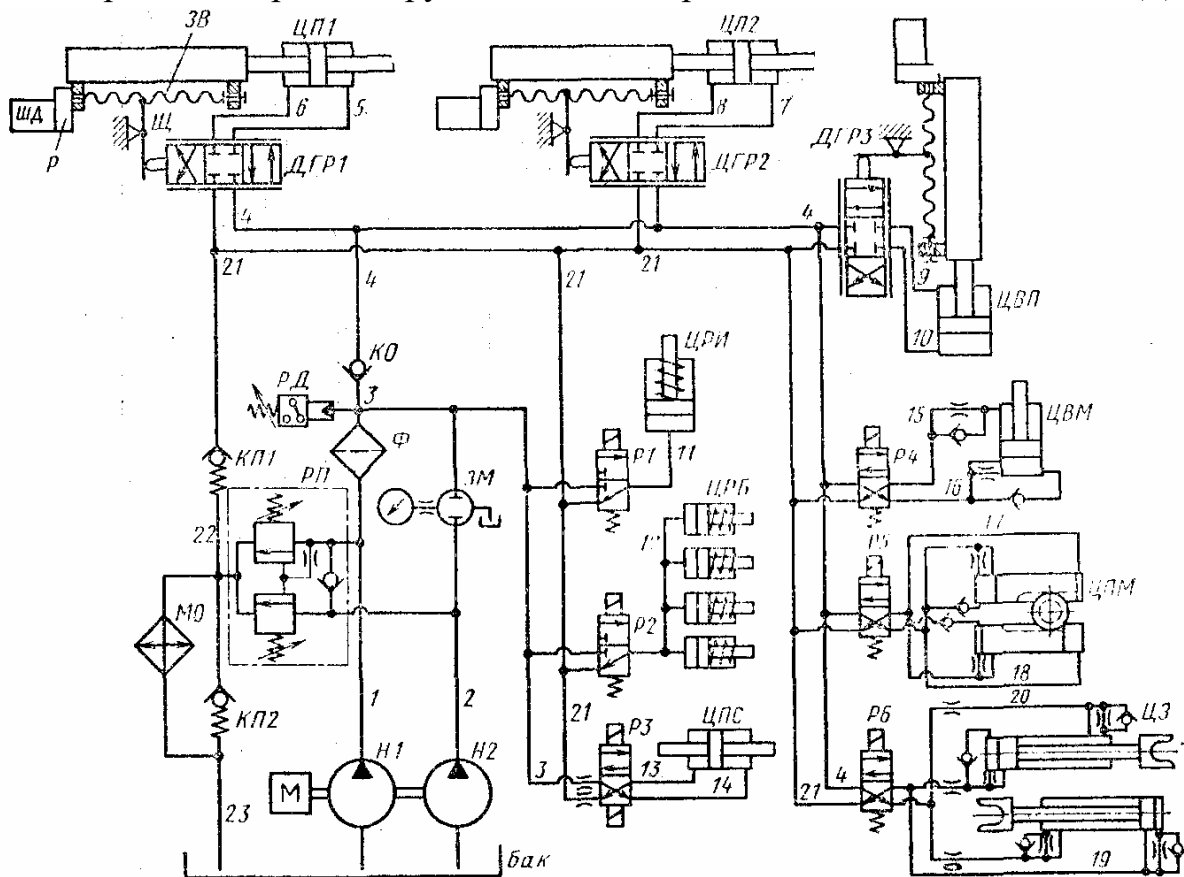 ЗВ
ЦП1
ЦП2
ШД
Р
Щ
6
5
8
7
ДГР1
ДГР2
ДГР3
4
4
21
4
21
21
9
ЦВП
10
КО
РД
3
Ф
ЦРИ
11
Р1
КП1
РП
ЗМ
ЦРБ
22
МО
Р2
15
ЦВМ
Р4
16
17
Р5
ЦПМ
18
20
КП2
1
2
21
Р3
ЦПС
Р6
ЦЗ
М
Н1
Н2
3
13
14
4
21
23
19
бак